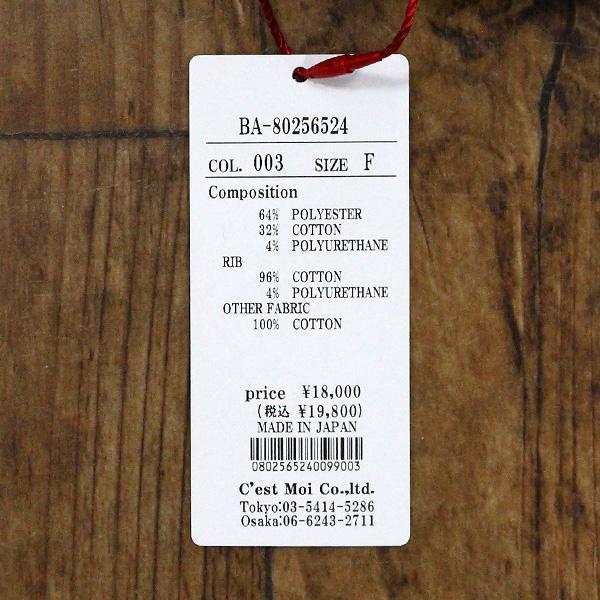 BA-80256524
COL. 003 SIZE F
Composition
64% POLYESTER
32% COTTON
4% POLYURETHANE
RIB
96% COTTON
4% POLYURETHANE
OTHER FABRIC
100% COTTON
price ¥18,000
(税込 ¥19,800)
MADE IN JAPAN
0802565240099003
C'est Moi Co.,ltd.
Tokyo:03-5414-5286
Osaka:06-6243-2711